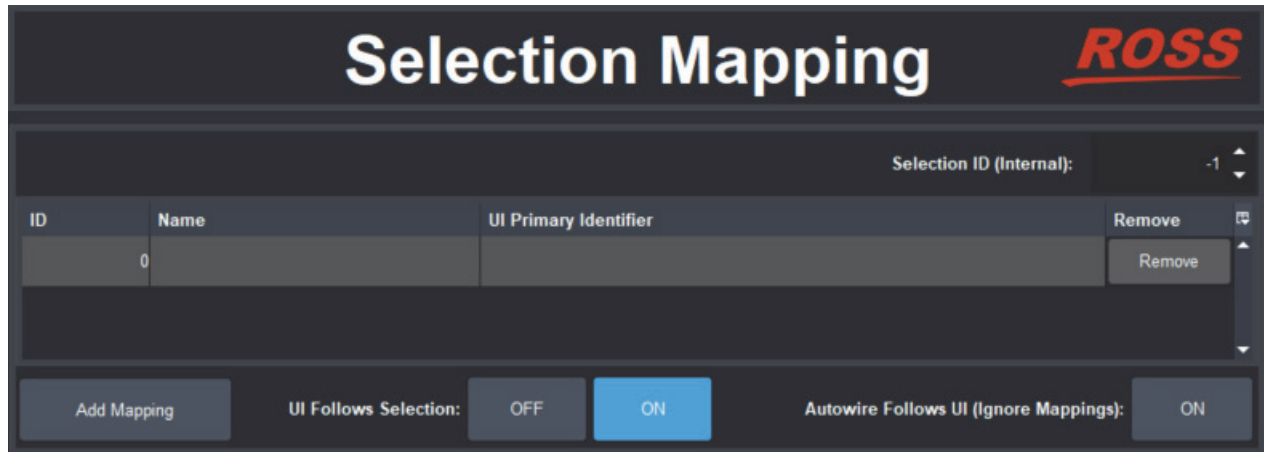 Selection Mapping
ROSS
Selection ID (Internal): -1
ID Name UI Primary Identifier Remove
0 Remove
Add Mapping UI Follows Selection: OFF ON Autowire Follows UI (Ignore Mappings): ON